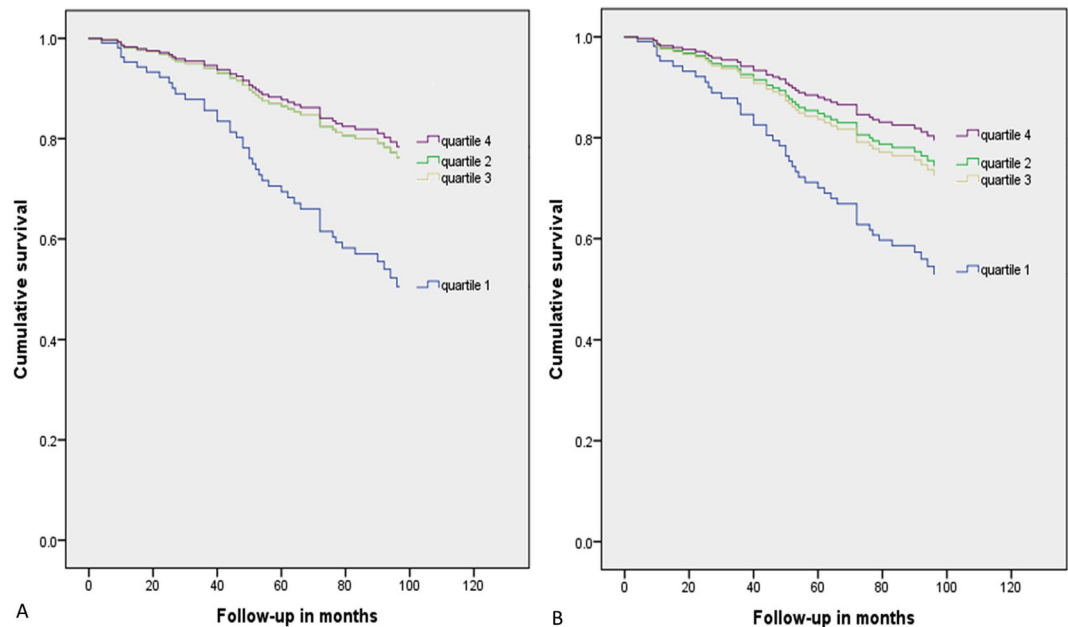 1.0
0.8
0.6
0.4
0.2
0.0
Cumulative survival
quartile 4
quartile 2
quartile 3
quartile 1
0 20 40 60 80 100 120
Follow-up in months
A
1.0
0.8
0.6
0.4
0.2
0.0
Cumulative survival
quartile 4
quartile 2
quartile 3
quartile 1
0 20 40 60 80 100 120
Follow-up in months
B